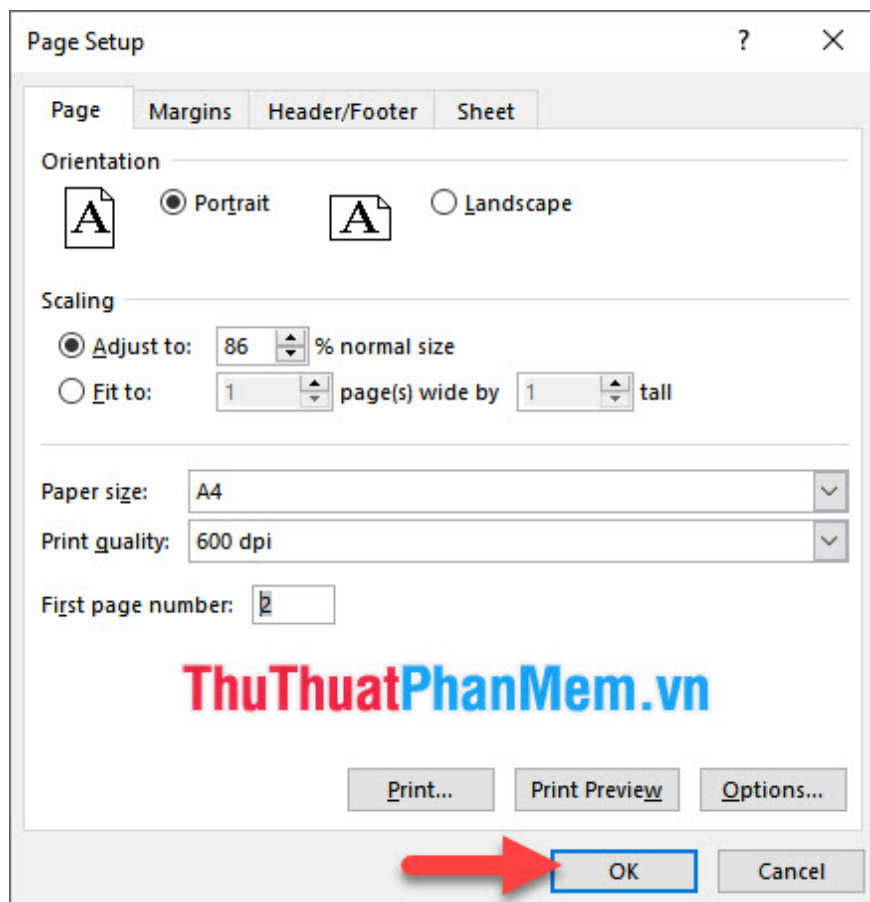 Page Setup ?
Page Margins Header/Footer Sheet
Orientation
A Portrait A Landscape
Scaling
Adjust to: 86 % normal size
Fit to: 1 page(s) wide by 1 tall
Paper size: A4
Print quality: 600 dpi
First page number: 2
ThuThuatPhanMem.vn
Print... Print Preview Options...
OK Cancel